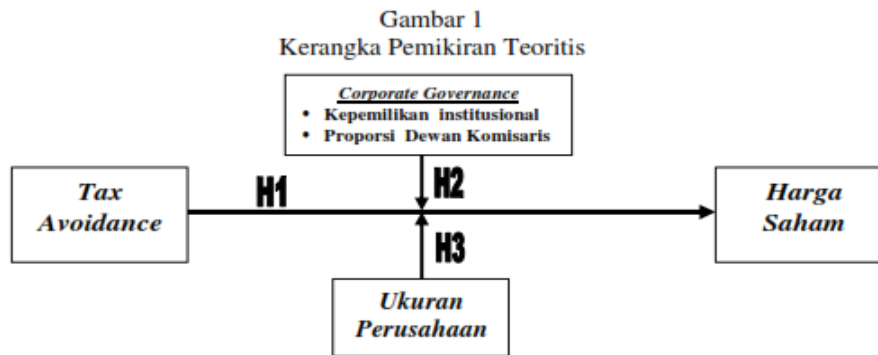 Gambar 1
Kerangka Pemikiran Teoritis
Corporate Governance
• Kepemilikan institusional
• Proporsi Dewan Komisaris
Tax
Avoidance
H1
H2
Harga
Saham
H3
Ukuran
Perusahaan